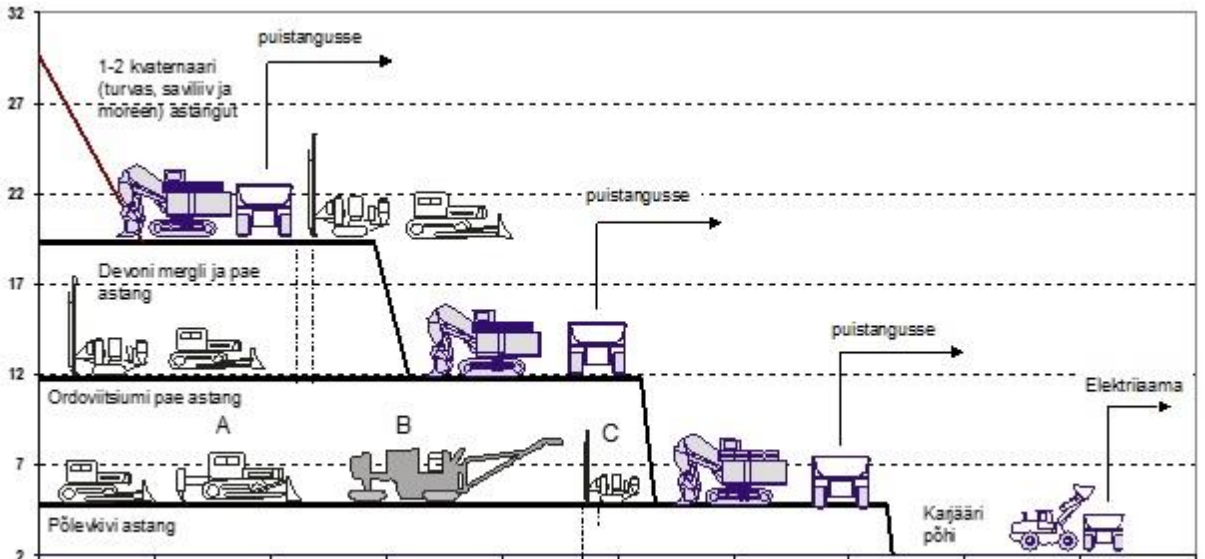 32
puistangusse
1-2 kvaternaari
(turvas, saviliiv ja
moreen) astangut
27
22
puistangusse
Devoni mergli ja pae
astang
17
puistangusse
12
Elektrijaama
Ordoviitsiumi pae astang
A
B
C
7
Põlevkivi astang
Karjääri
põhi
2